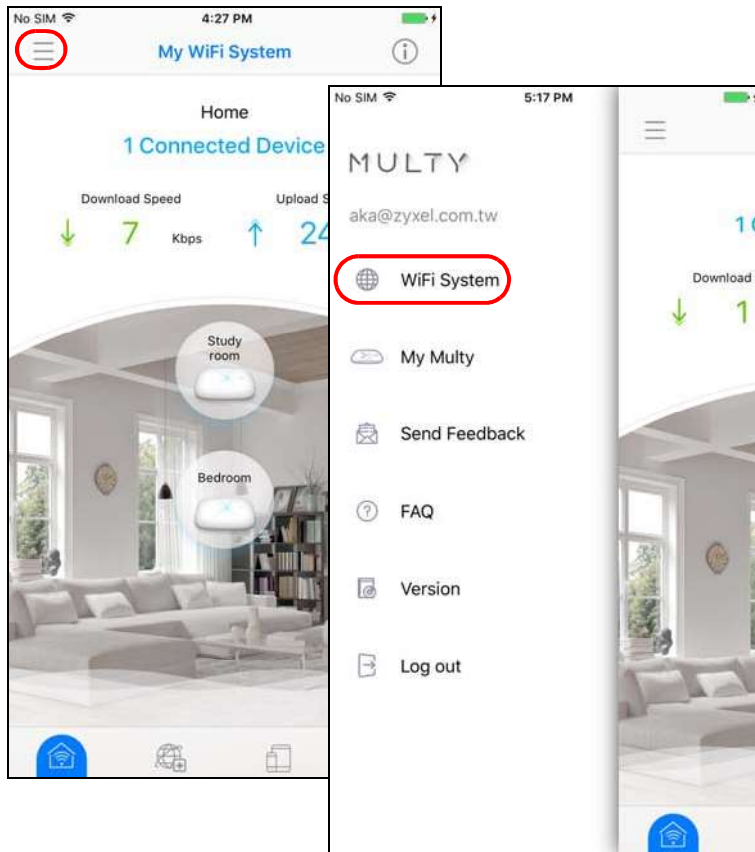 No SIM 4:27 PM
My WiFi System
Home
1 Connected Device
Download Speed Upload S
7 Kbps 24
Study
room
Bedroom
No SIM 5:17 PM
MULTY
aka@zyxel.com.tw
WiFi System
My Multy
Send Feedback
FAQ
Version
Log out
1
Download
1